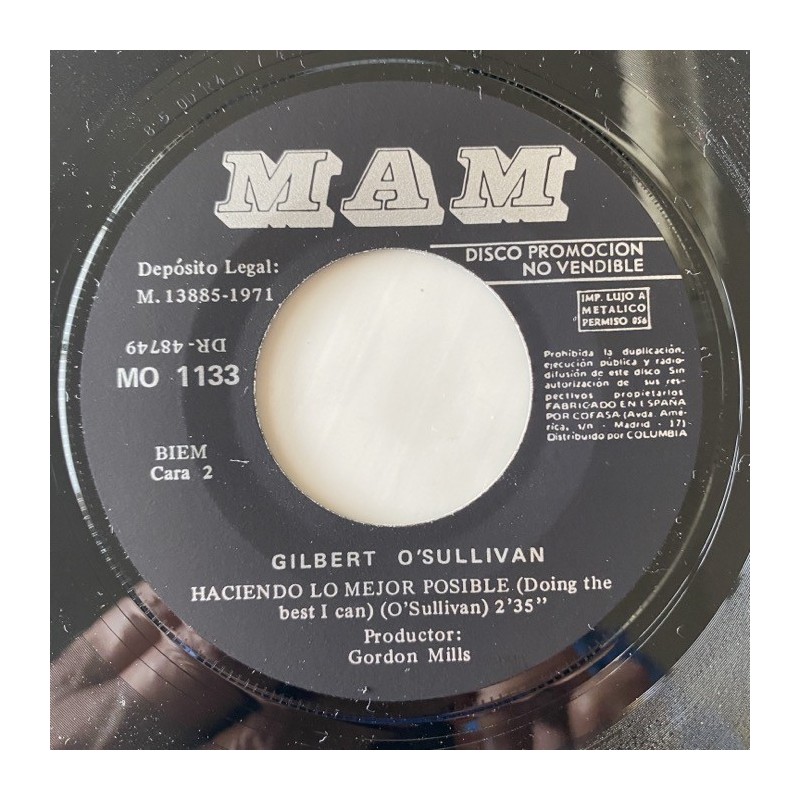 MAM
DISCO PROMOCION
NO VENDIBLE
Depósito Legal:
M. 13885-1971
IMP. LUJO A
METALICO
PERMISO 056
DR-48749
MO 1133
Prohibida la duplicación,
ejecución pública y radio-
difusión de este disco Sin
autorización de sus res-
pectivos propietarios
FABRICADO EN ESPAÑA
POR COFASA (Avda. Amé-
rica, s/n - Madrid - 17)
Distribuido por COLUMBIA
BIEM
Cara 2
GILBERT O'SULLIVAN
HACIENDO LO MEJOR POSIBLE (Doing the
best I can) (O'Sullivan) 2'35"
Productor:
Gordon Mills